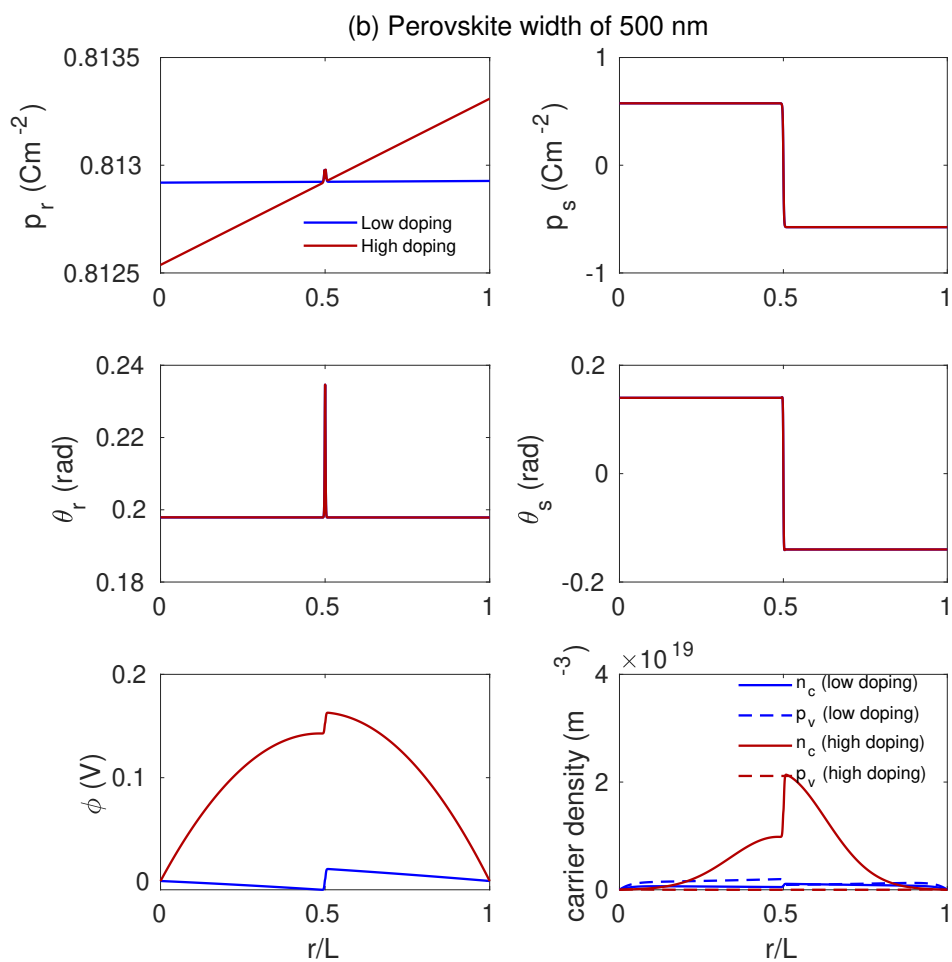 (b) Perovskite width of 500 nm
p_r (Cm^-2)
0.8135
0.813
0.8125
0
0.5
1
Low doping
High doping
p_s (Cm^-2)
1
0
-1
0
0.5
1
θ_r (rad)
0.24
0.22
0.2
0.18
0
0.5
1
θ_s (rad)
0.2
0
-0.2
0
0.5
1
ϕ (V)
0.2
0.1
0
0
0.5
1
r/L
carrier density (m^-3)
×10^19
4
2
0
0
0.5
1
r/L
n_c (low doping)
p_v (low doping)
n_c (high doping)
p_v (high doping)